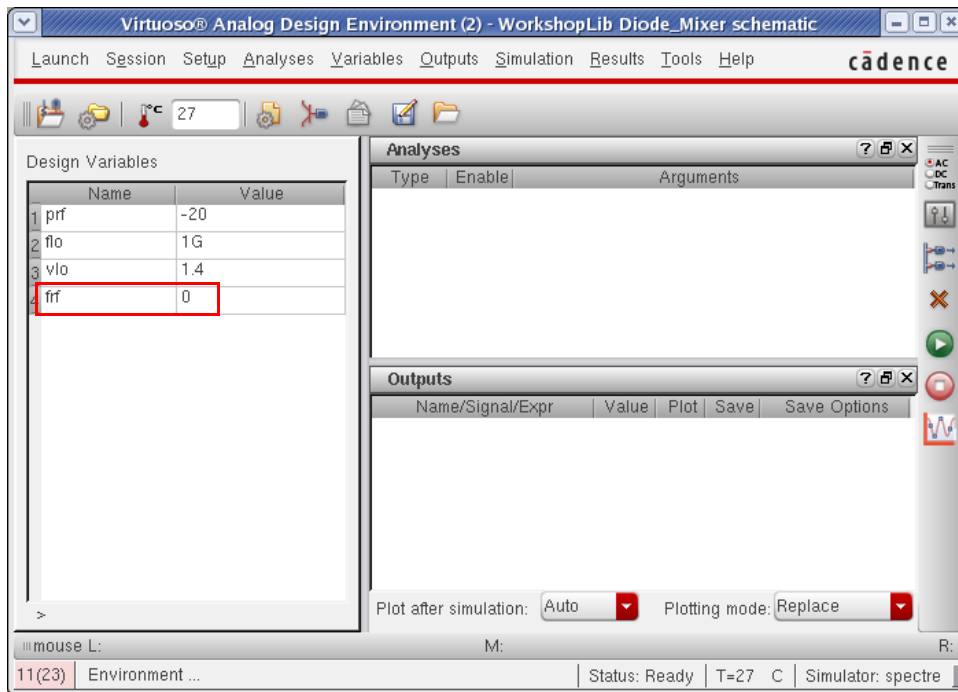 Virtuoso® Analog Design Environment (2) - WorkshopLib Diode_Mixer schematic
Launch Session Setup Analyses Variables Outputs Simulation Results Tools Help cādence
°C 27
Design Variables
Name Value
1 prf -20
2 flo 1G
3 vlo 1.4
4 frf 0
>
Analyses
Type Enable Arguments
Outputs
Name/Signal/Expr Value Plot Save Save Options
Plot after simulation: Auto Plotting mode: Replace
AC
DC
Trans
mouse L: M: R:
11(23) Environment ... Status: Ready T=27 C Simulator: spectre